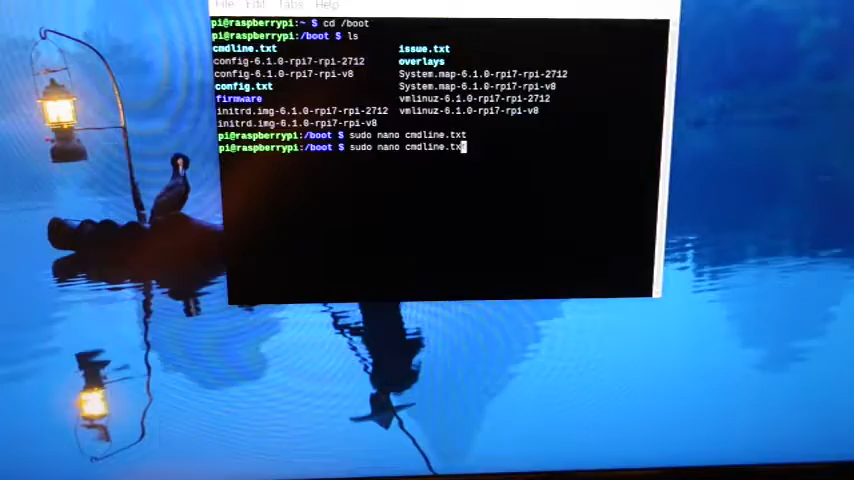 File Edit Tabs Help
pi@raspberrypi:~ $ cd /boot
pi@raspberrypi:/boot $ ls
cmdline.txt issue.txt
config-6.1.0-rpi7-rpi-2712 overlays
config-6.1.0-rpi7-rpi-v8 System.map-6.1.0-rpi7-rpi-2712
config.txt System.map-6.1.0-rpi7-rpi-v8
firmware vmlinuz-6.1.0-rpi7-rpi-2712
initrd.img-6.1.0-rpi7-rpi-2712 vmlinuz-6.1.0-rpi7-rpi-v8
initrd.img-6.1.0-rpi7-rpi-v8
pi@raspberrypi:/boot $ sudo nano cmdline.txt
pi@raspberrypi:/boot $ sudo nano cmdline.txt